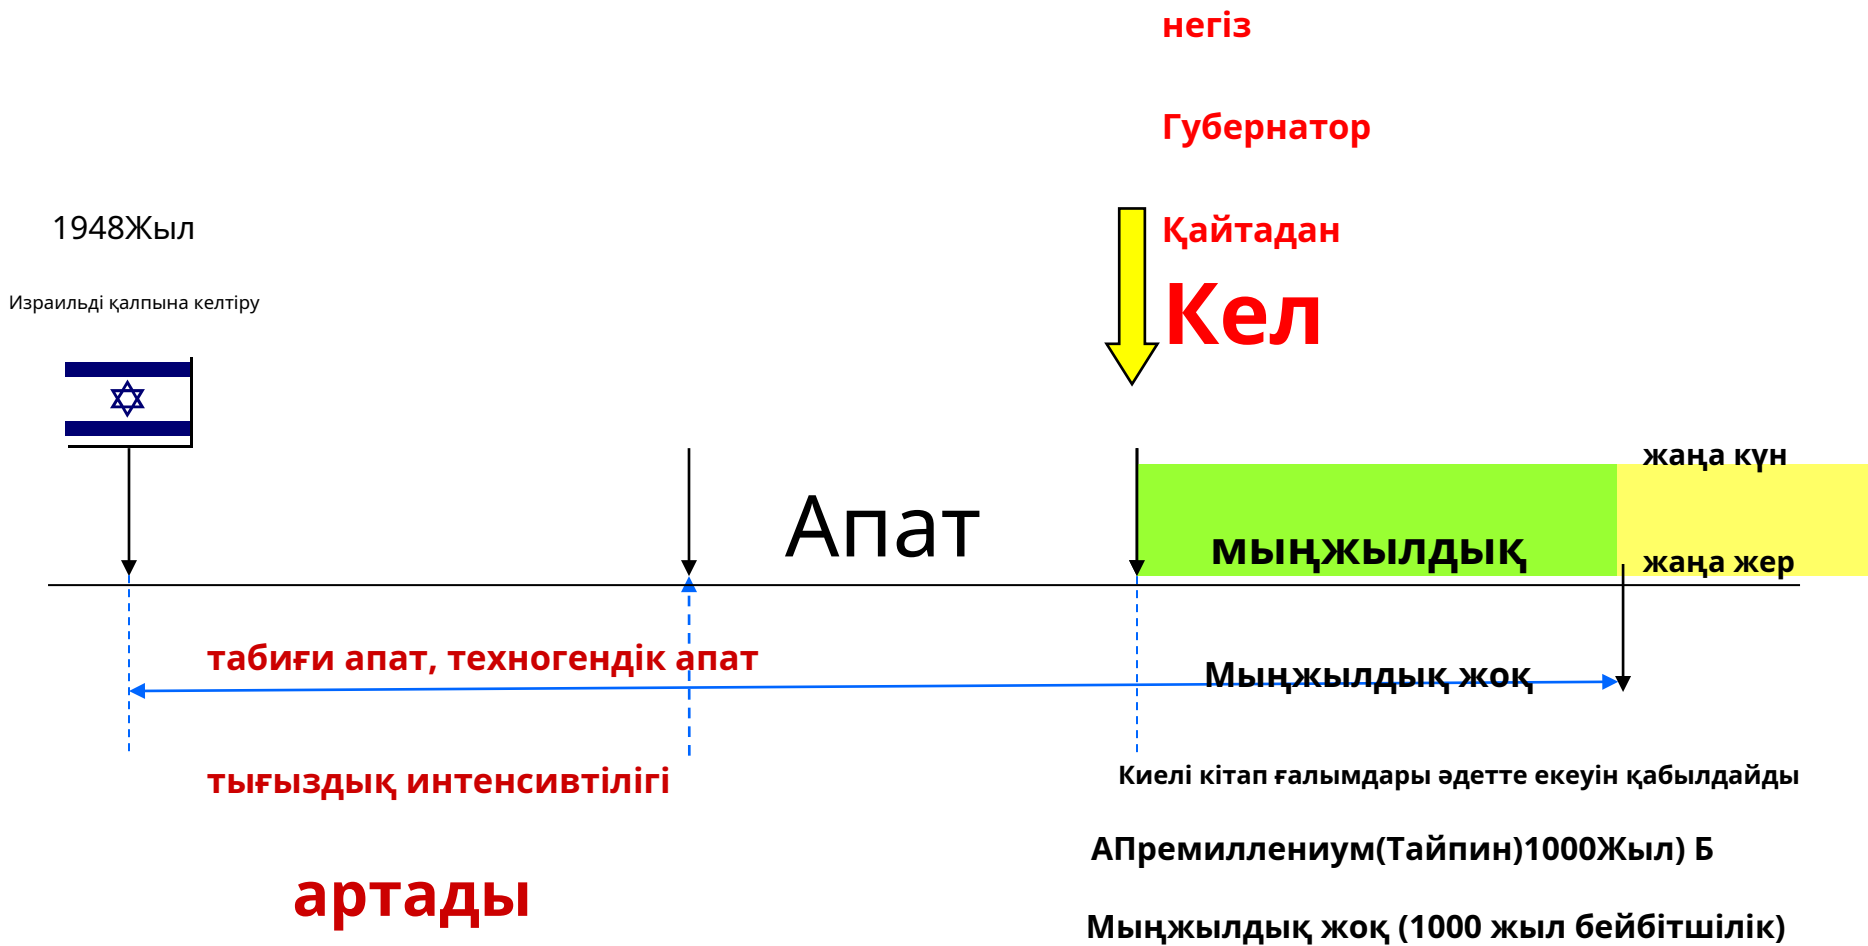 негіз
Губернатор
Қайтадан
Кел
1948Жыл
Израильді қалпына келтіру
Апат
мыңжылдық
жаңа күн
жаңа жер
табиғи апат, техногендік апат
тығыздық интенсивтілігі
артады
Мыңжылдық жоқ
Киелі кітап ғалымдары әдетте екеуін қабылдайды
АПремиллениум(Тайпин)1000Жыл) Б
Мыңжылдық жоқ (1000 жыл бейбітшілік)